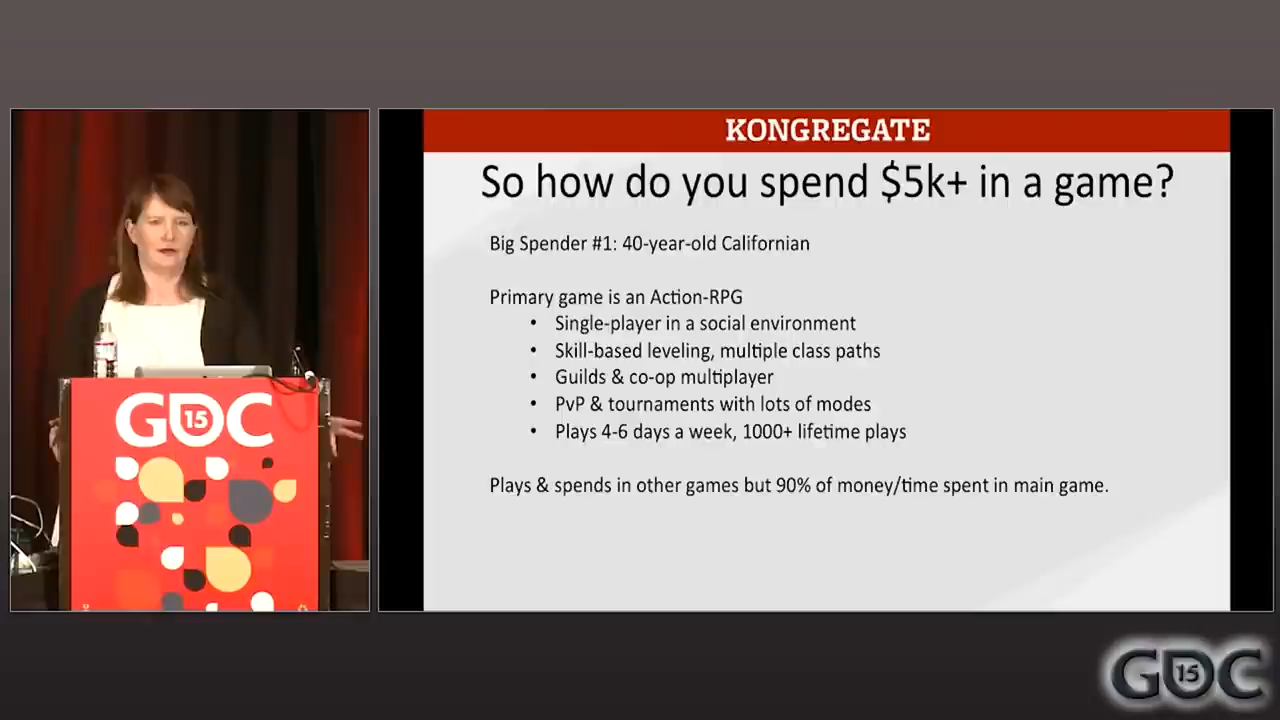 KONGREGATE
So how do you spend $5k+ in a game?
Big Spender #1: 40-year-old Californian
Primary game is an Action-RPG
• Single-player in a social environment
• Skill-based leveling, multiple class paths
• Guilds & co-op multiplayer
• PvP & tournaments with lots of modes
• Plays 4-6 days a week, 1000+ lifetime plays
Plays & spends in other games but 90% of money/time spent in main game.
GDC
15
GDC
15